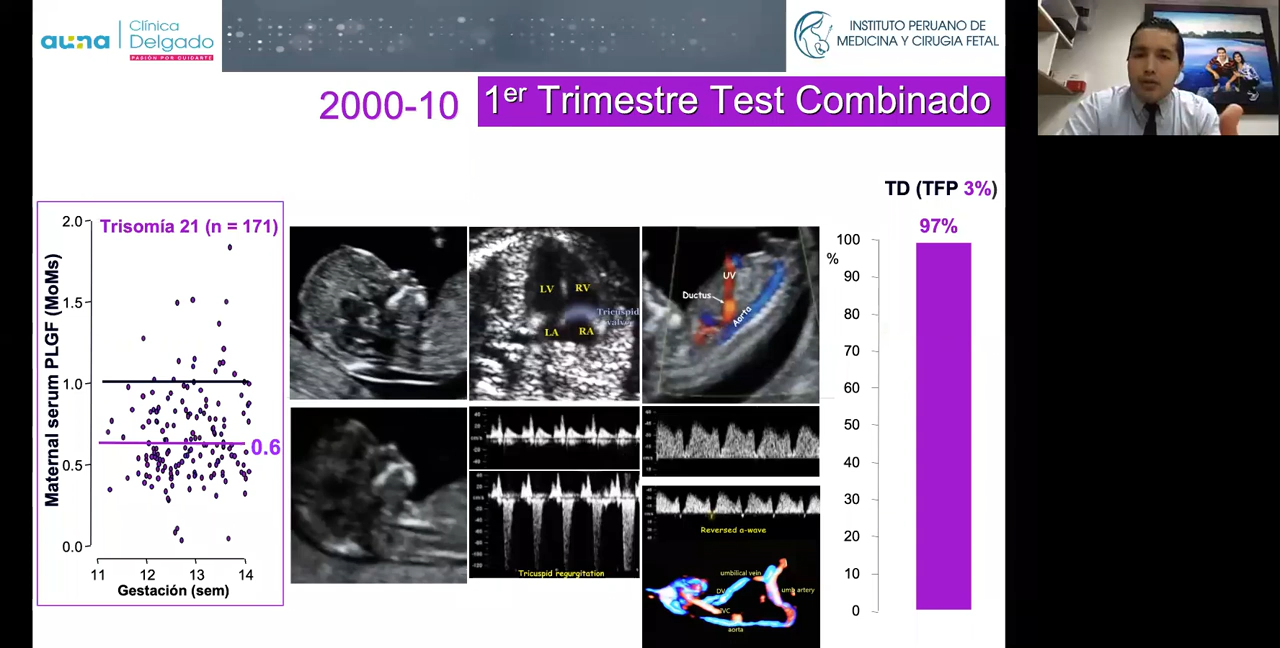 auna
Clínica
Delgado
PASIÓN POR CUIDARTE
INSTITUTO PERUANO DE
MEDICINA Y CIRUGIA FETAL
2000-10
1er Trimestre Test Combinado
TD (TFP 3%)
97%
Trisomía 21 (n = 171)
Maternal serum PLGF (MoMs)
2.0
1.5
1.0
0.5
0.0
0.6
11 12 13 14
Gestación (sem)
LV RV
Tricuspid
valve
LA RA
UV
Ductus
Aorta
Tricuspid regurgitation
Reversed a-wave
umbilical vein
DV
umb artery
IVC
aorta
%
100
90
80
70
60
50
40
30
20
10
0